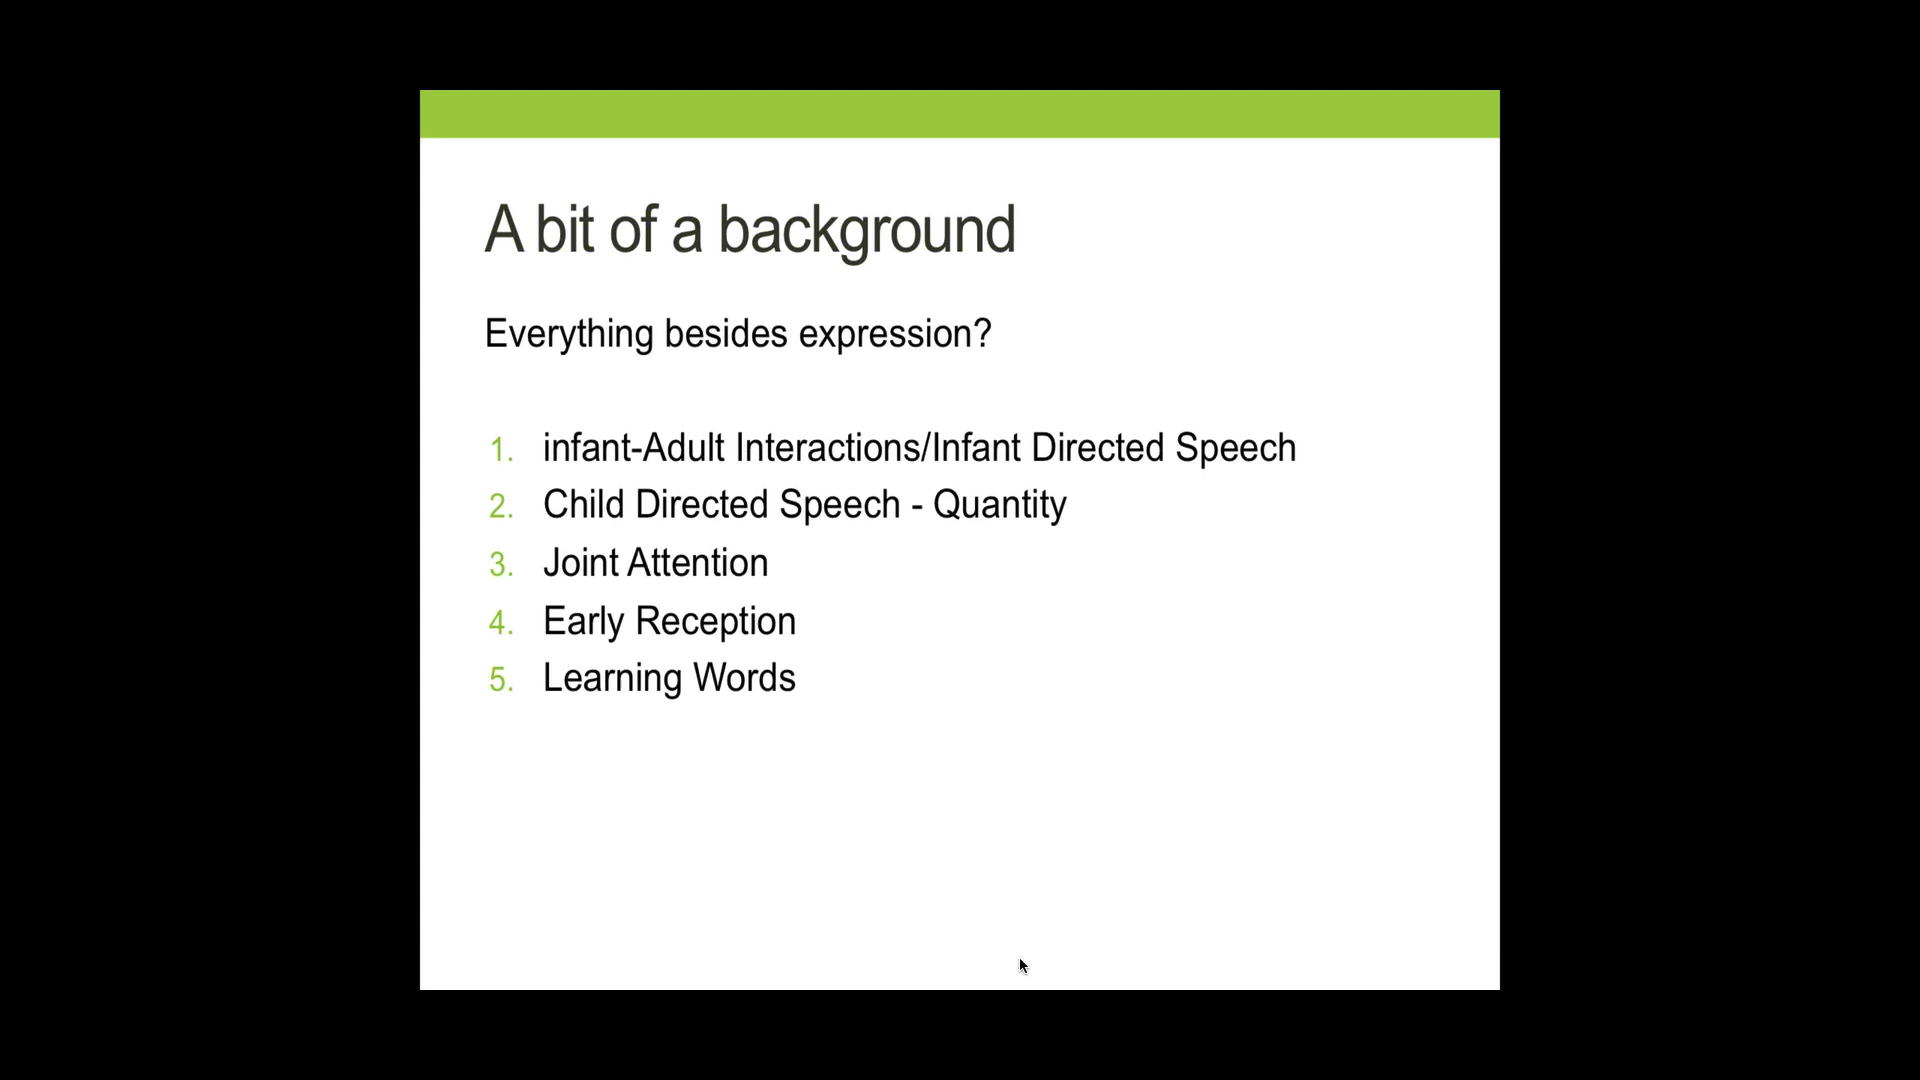 A bit of a background
Everything besides expression?
1. infant-Adult Interactions/Infant Directed Speech
2. Child Directed Speech - Quantity
3. Joint Attention
4. Early Reception
5. Learning Words